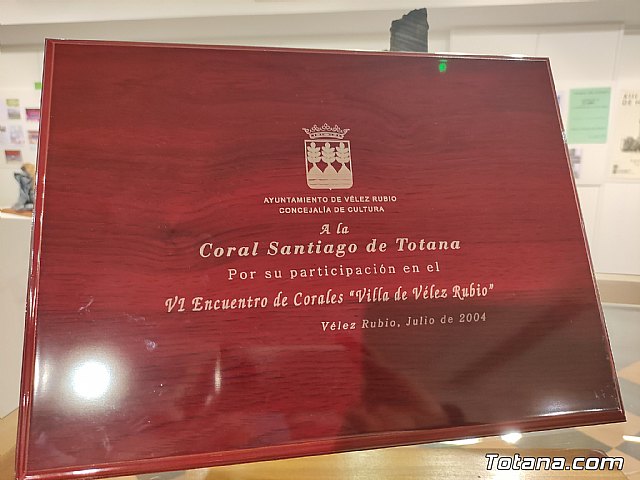 AYUNTAMIENTO DE VÉLEZ RUBIO
CONCEJALÍA DE CULTURA
A la
Coral Santiago de Totana
Por su participación en el
VI Encuentro de Corales "Villa de Vélez Rubio"
Vélez Rubio, Julio de 2004
Totana.com